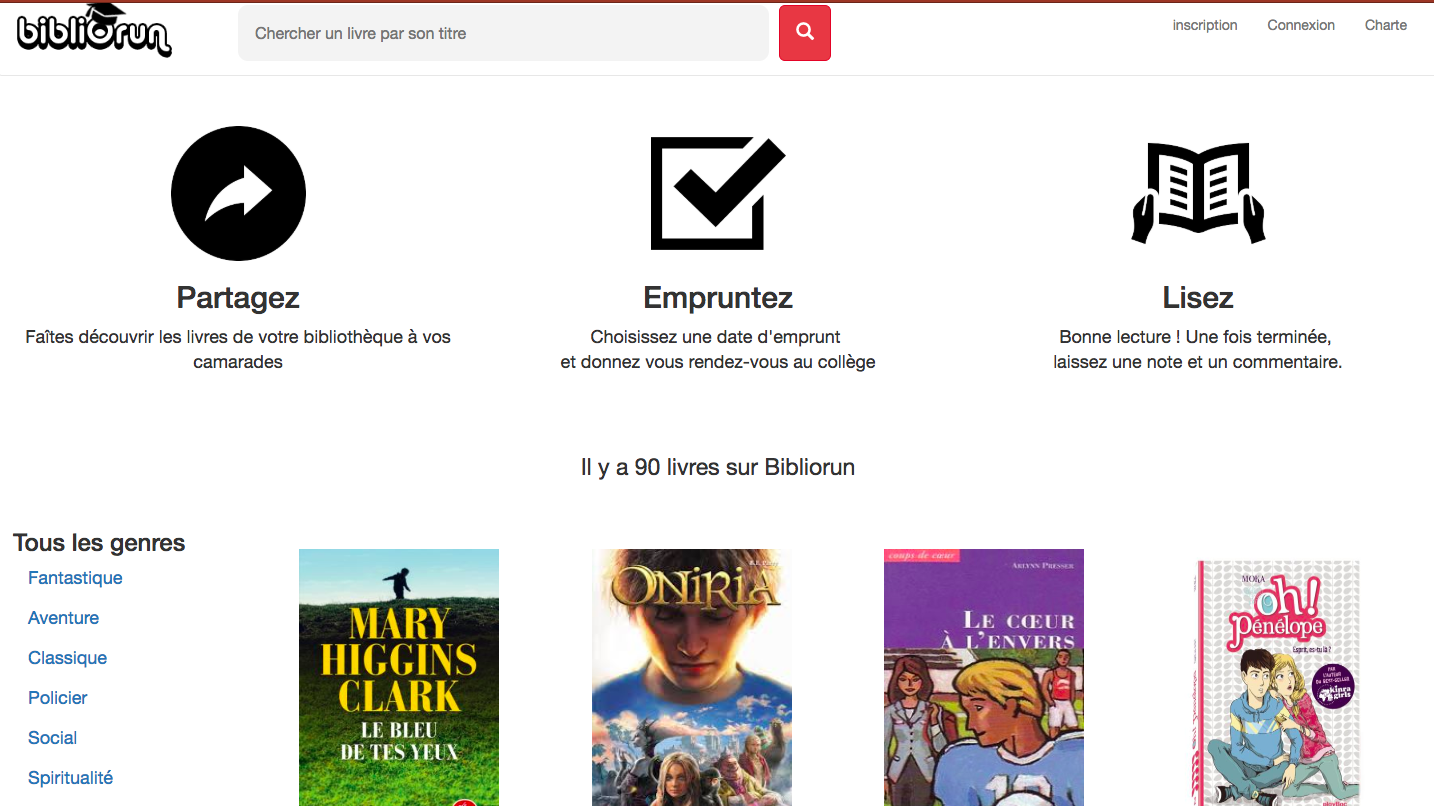 bibliorun
Chercher un livre par son titre
inscription
Connexion
Charte
Partagez
Faîtes découvrir les livres de votre bibliothèque à vos
camarades
Empruntez
Choisissez une date d'emprunt
et donnez vous rendez-vous au collège
Lisez
Bonne lecture ! Une fois terminée,
laissez une note et un commentaire.
Il y a 90 livres sur Bibliorun
Tous les genres
Fantastique
Aventure
Classique
Policier
Social
Spiritualité
MARY
HIGGINS
CLARK
LE BLEU
DE TES YEUX
ONIRIA
coups de cœur
ARLYNN PRESSER
LE CŒUR
À L'ENVERS
MOKA
oh!
pénélope
Esprit, es-tu là ?
PAR
L'AUTEUR
DU BEST-SELLER
kinra
girls